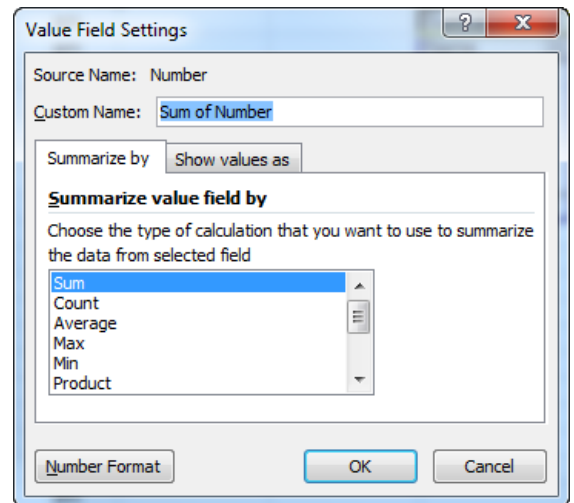 Value Field Settings
?
X
Source Name: Number
Custom Name: Sum of Number
Summarize by Show values as
Summarize value field by
Choose the type of calculation that you want to use to summarize
the data from selected field
Sum
Count
Average
Max
Min
Product
Number Format OK Cancel